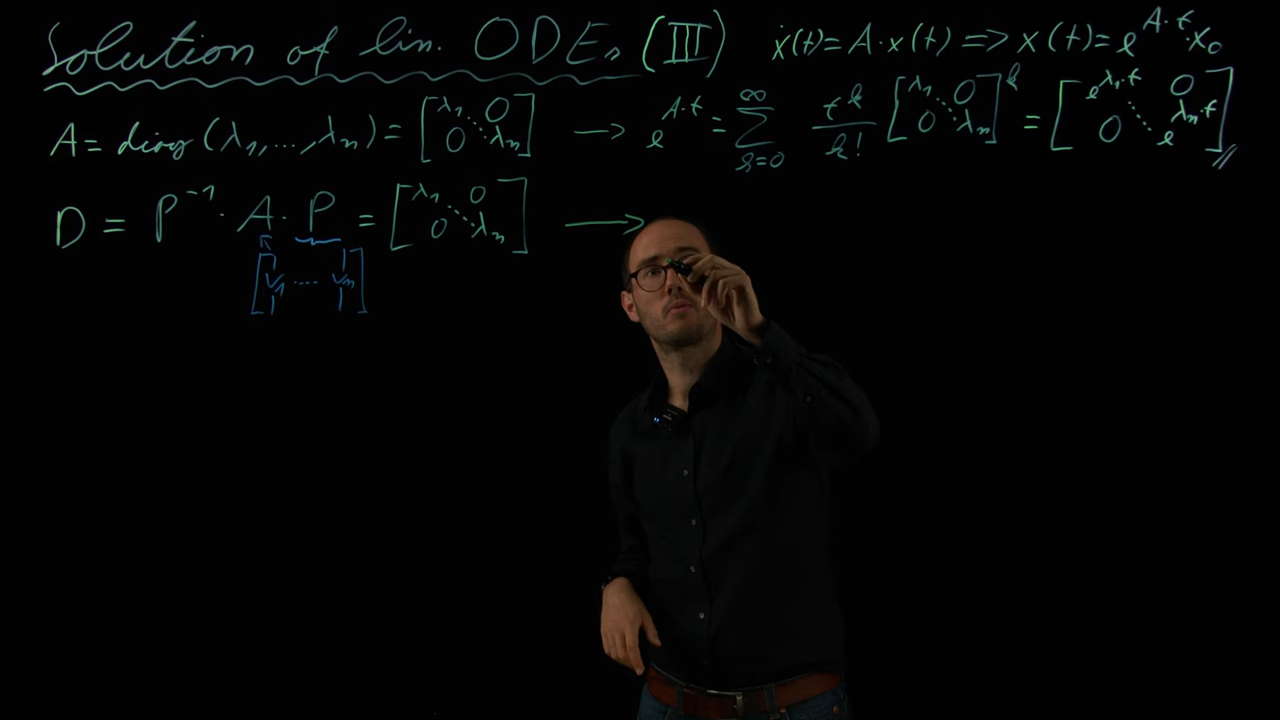 Solution of lin. ODEs (III) ẋ(t)=A·x(t) => x(t)=e^{A·t}·x₀
A= diag(λ₁,...,λₙ)= [λ₁ 0 ⋱ 0 λₙ] → e^{A·t}= ∑_{k=0}^{∞} t^k/k! [λ₁ 0 ⋱ 0 λₙ]^k = [e^{λ₁·t} 0 ⋱ 0 e^{λₙ·t}]
D = P⁻¹·A·P = [λ₁ 0 ⋱ 0 λₙ] →
[v₁ .... vₙ]